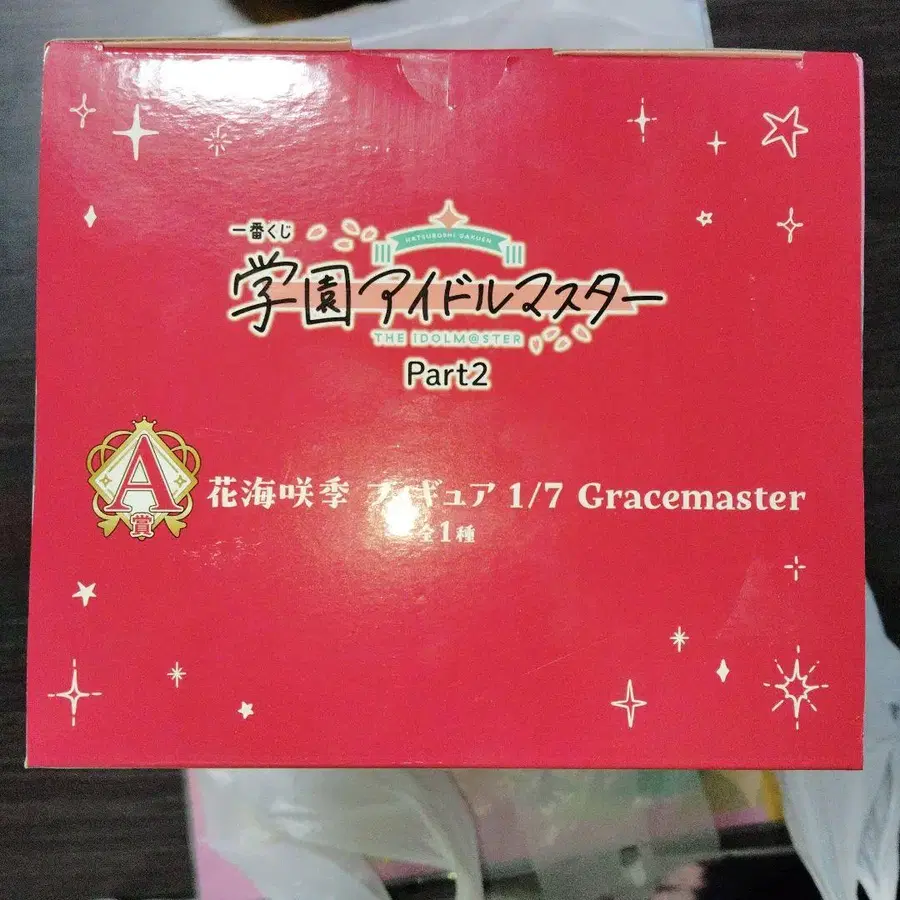 一番くじ
HATSUBOSHI GAKUEN
学園アイドルマスター
THE IDOLM@STER
Part2
A賞
花海咲季 フィギュア 1/7 Gracemaster
全1種